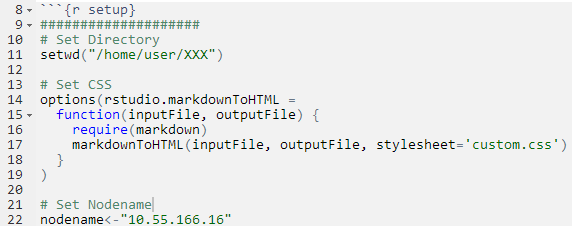 8 ```{r setup}
9 ####################
10 # Set Directory
11 setwd("/home/user/XXX")
12
13 # Set CSS
14 options(rstudio.markdownToHTML =
15   function(inputFile, outputFile) {
16     require(markdown)
17     markdownToHTML(inputFile, outputFile, stylesheet='custom.css')
18   }
19 )
20
21 # Set Nodename
22 nodename<-"10.55.166.16"